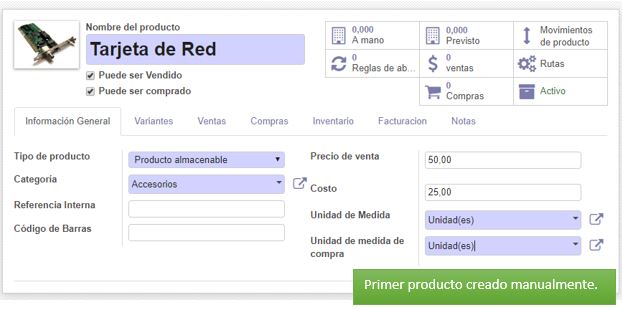 Nombre del producto
Tarjeta de Red
Puede ser Vendido
Puede ser comprado
0,000
A mano
0,000
Previsto
Movimientos
de producto
0
Reglas de ab...
0
ventas
Rutas
0
Compras
Activo
Información General
Variantes
Ventas
Compras
Inventario
Facturacion
Notas
Tipo de producto
Producto almacenable
Categoría
Accesorios
Referencia Interna
Código de Barras
Precio de venta
50,00
Costo
25,00
Unidad de Medida
Unidad(es)
Unidad de medida de
compra
Unidad(es)
Primer producto creado manualmente.